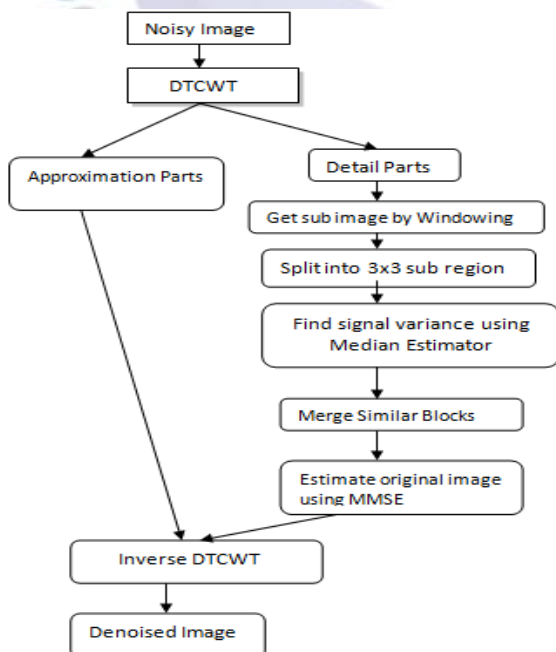 Noisy Image
DTCWT
Approximation Parts
Detail Parts
Get sub image by Windowing
Split into 3x3 sub region
Find signal variance using
Median Estimator
Merge Similar Blocks
Estimate original image
using MMSE
Inverse DTCWT
Denoised Image